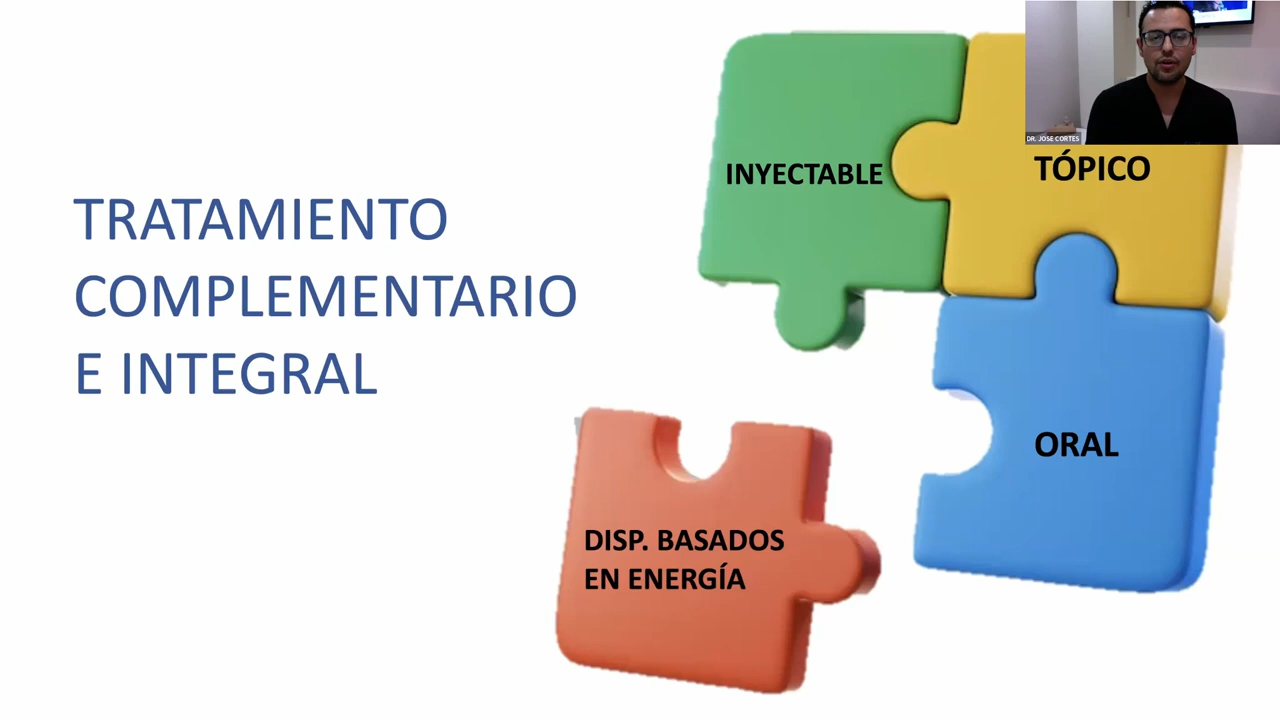 TRATAMIENTO
COMPLEMENTARIO
E INTEGRAL
INYECTABLE
TÓPICO
ORAL
DISP. BASADOS
EN ENERGÍA
DR. JOSE CORTES